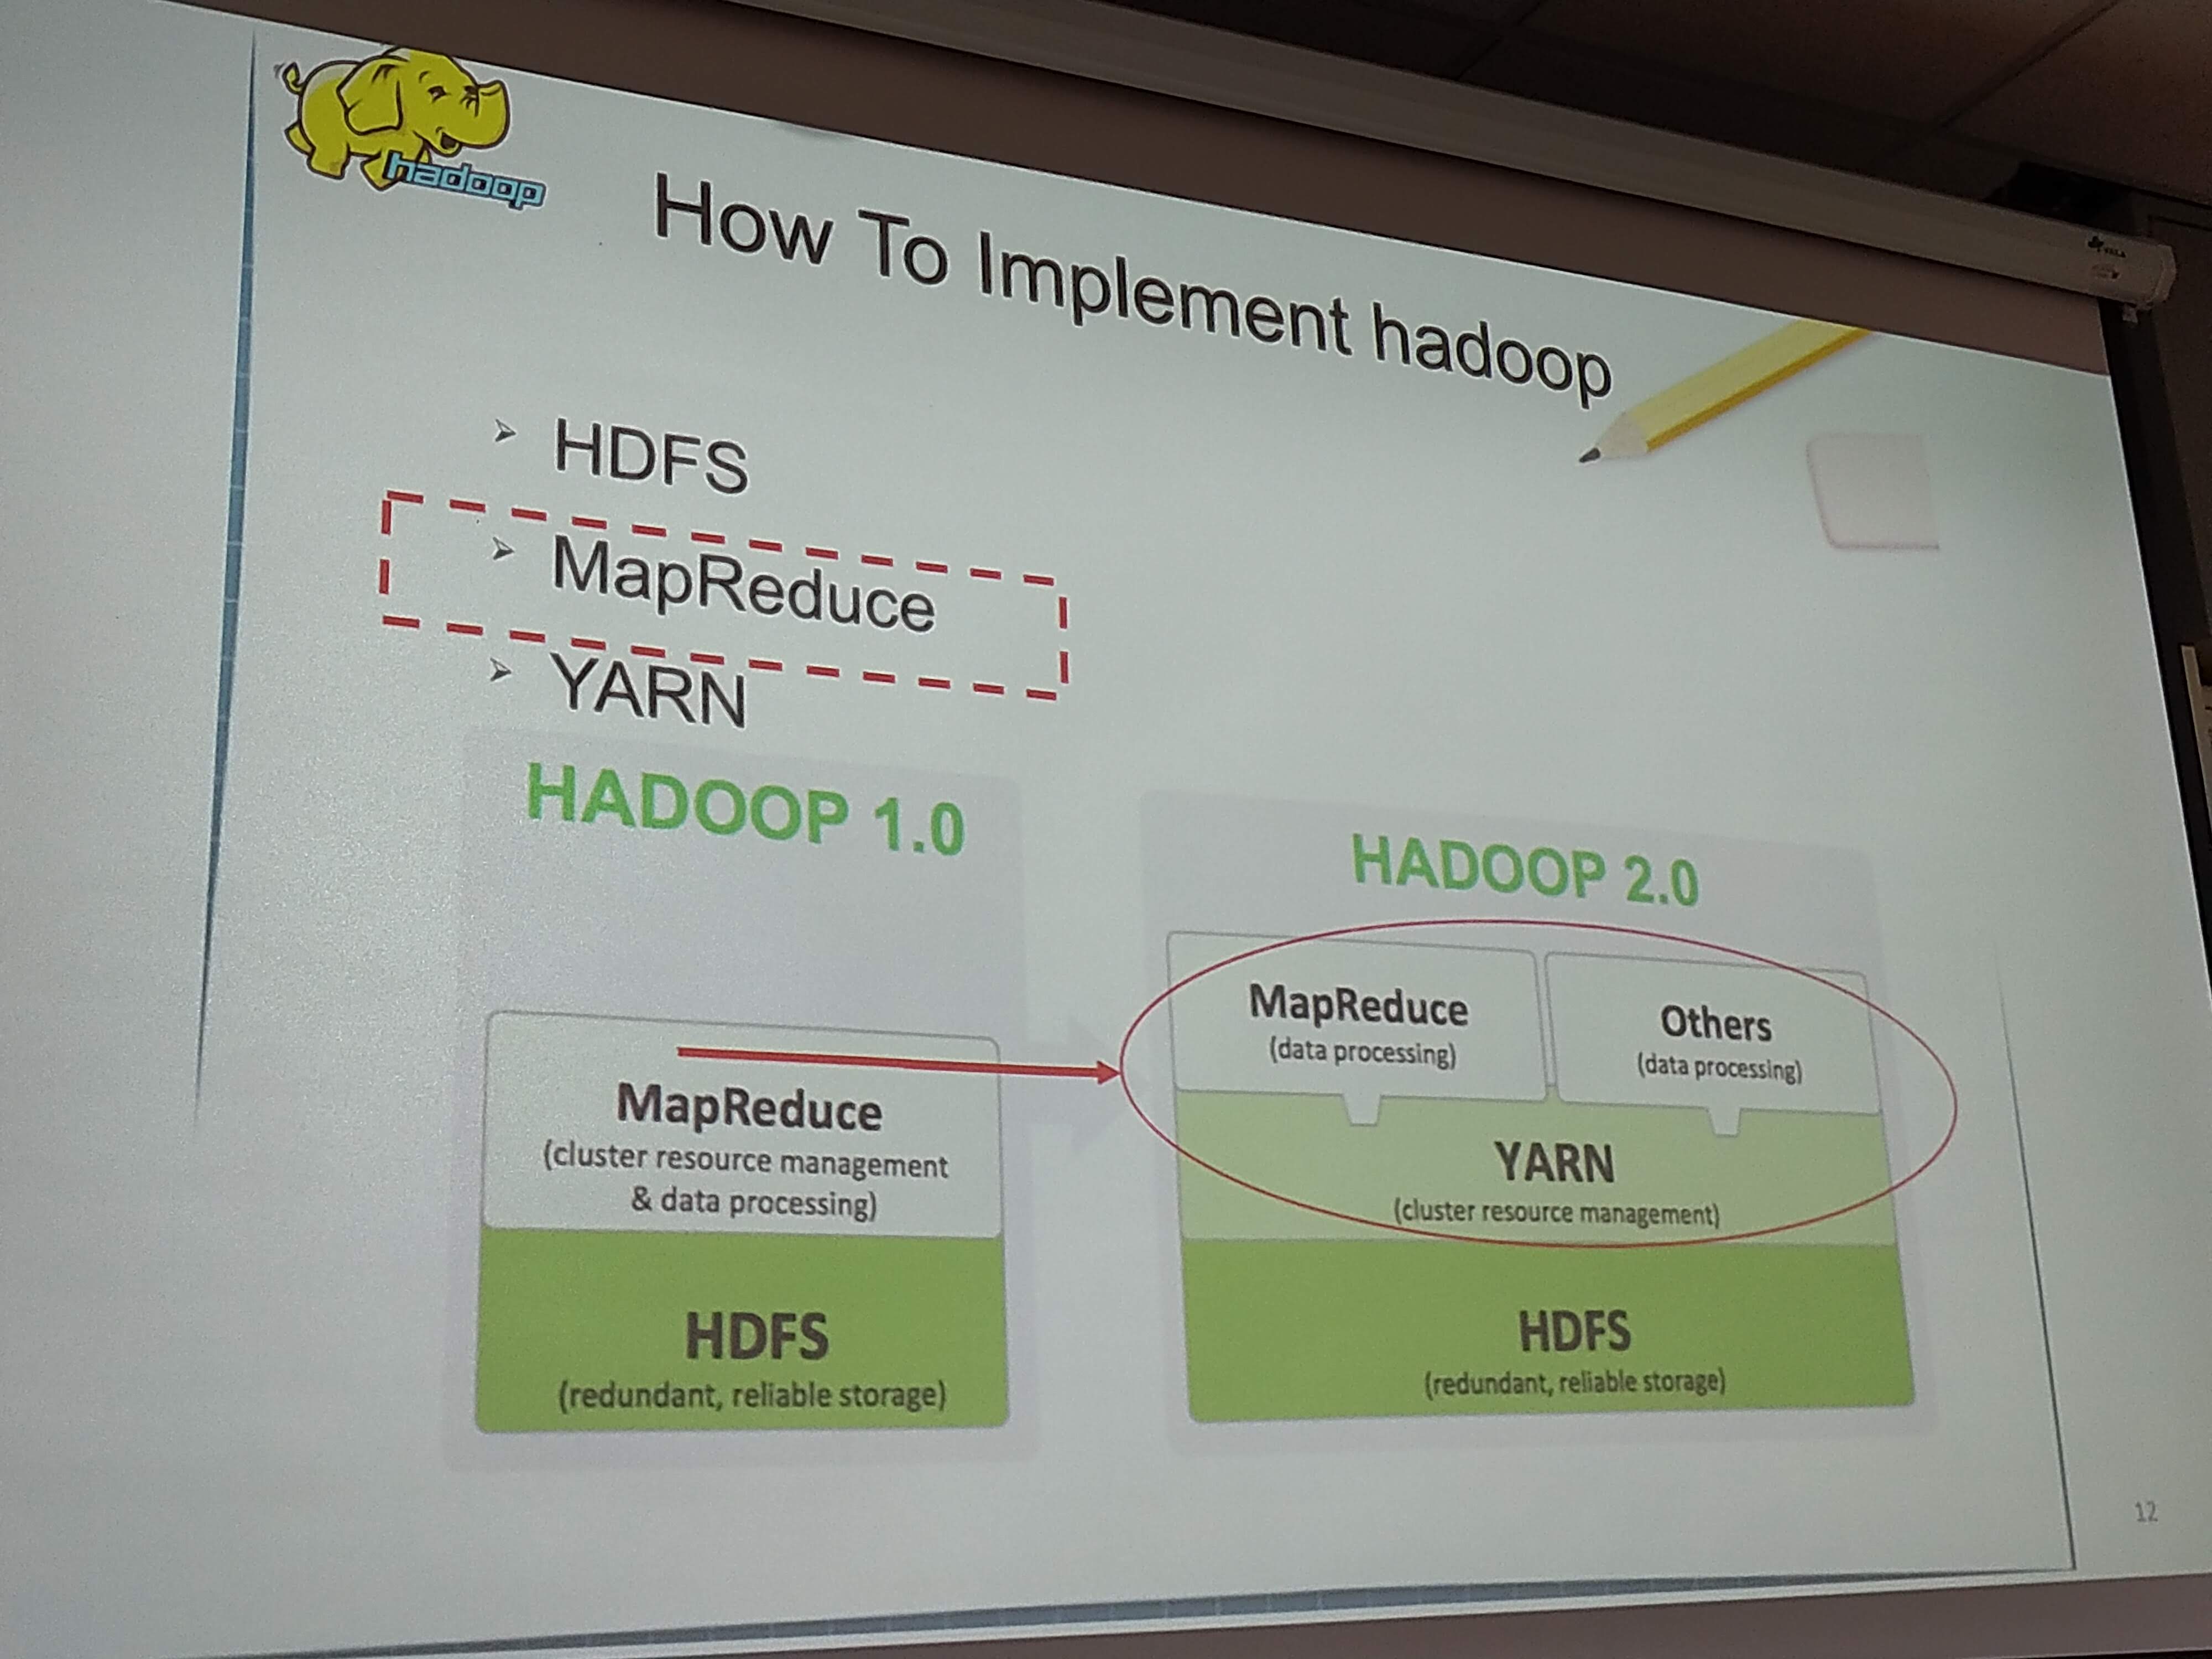 hadoop
How To Implement hadoop
➢ HDFS
➢ MapReduce
➢ YARN
HADOOP 1.0
MapReduce
(cluster resource management
& data processing)
HDFS
(redundant, reliable storage)
HADOOP 2.0
MapReduce
(data processing)
Others
(data processing)
YARN
(cluster resource management)
HDFS
(redundant, reliable storage)
12